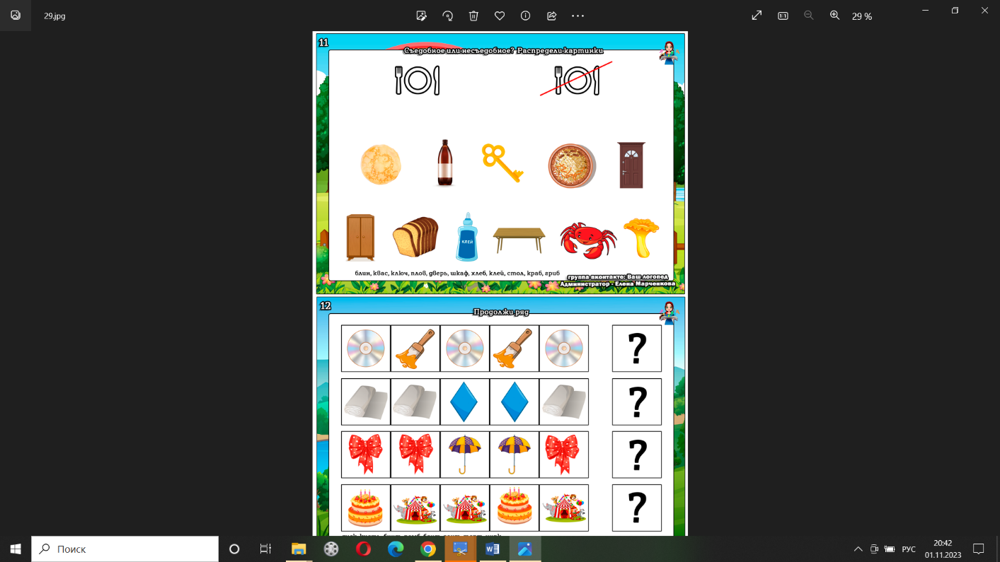 29.jpg
29 %
11
Съедобное или несъедобное? Распредели картинки
КЛЕЙ
блин, квас, ключ, плов, дверь, шкаф, хлеб, клей, стол, краб, гриб
группа вконтакте: Ваш логопед
Администратор - Елена Марченкова
12
Продолжи ряд
?
?
?
?
Поиск
РУС
20:42
01.11.2023